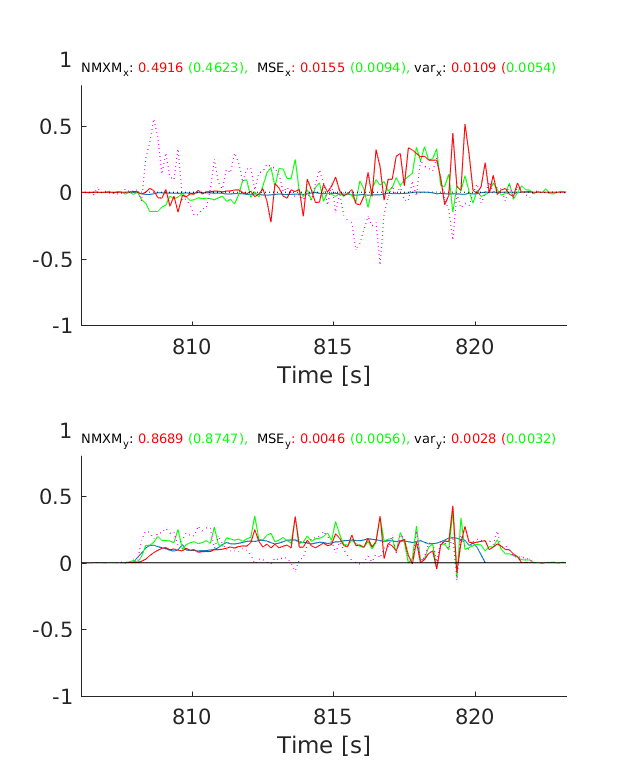 1
NMXMx: 0.4916 (0.4623), MSEx: 0.0155 (0.0094), varx: 0.0109 (0.0054)
0.5
0
-0.5
-1
810 815 820
Time [s]
1
NMXMy: 0.8689 (0.8747), MSEy: 0.0046 (0.0056), vary: 0.0028 (0.0032)
0.5
0
-0.5
-1
810 815 820
Time [s]